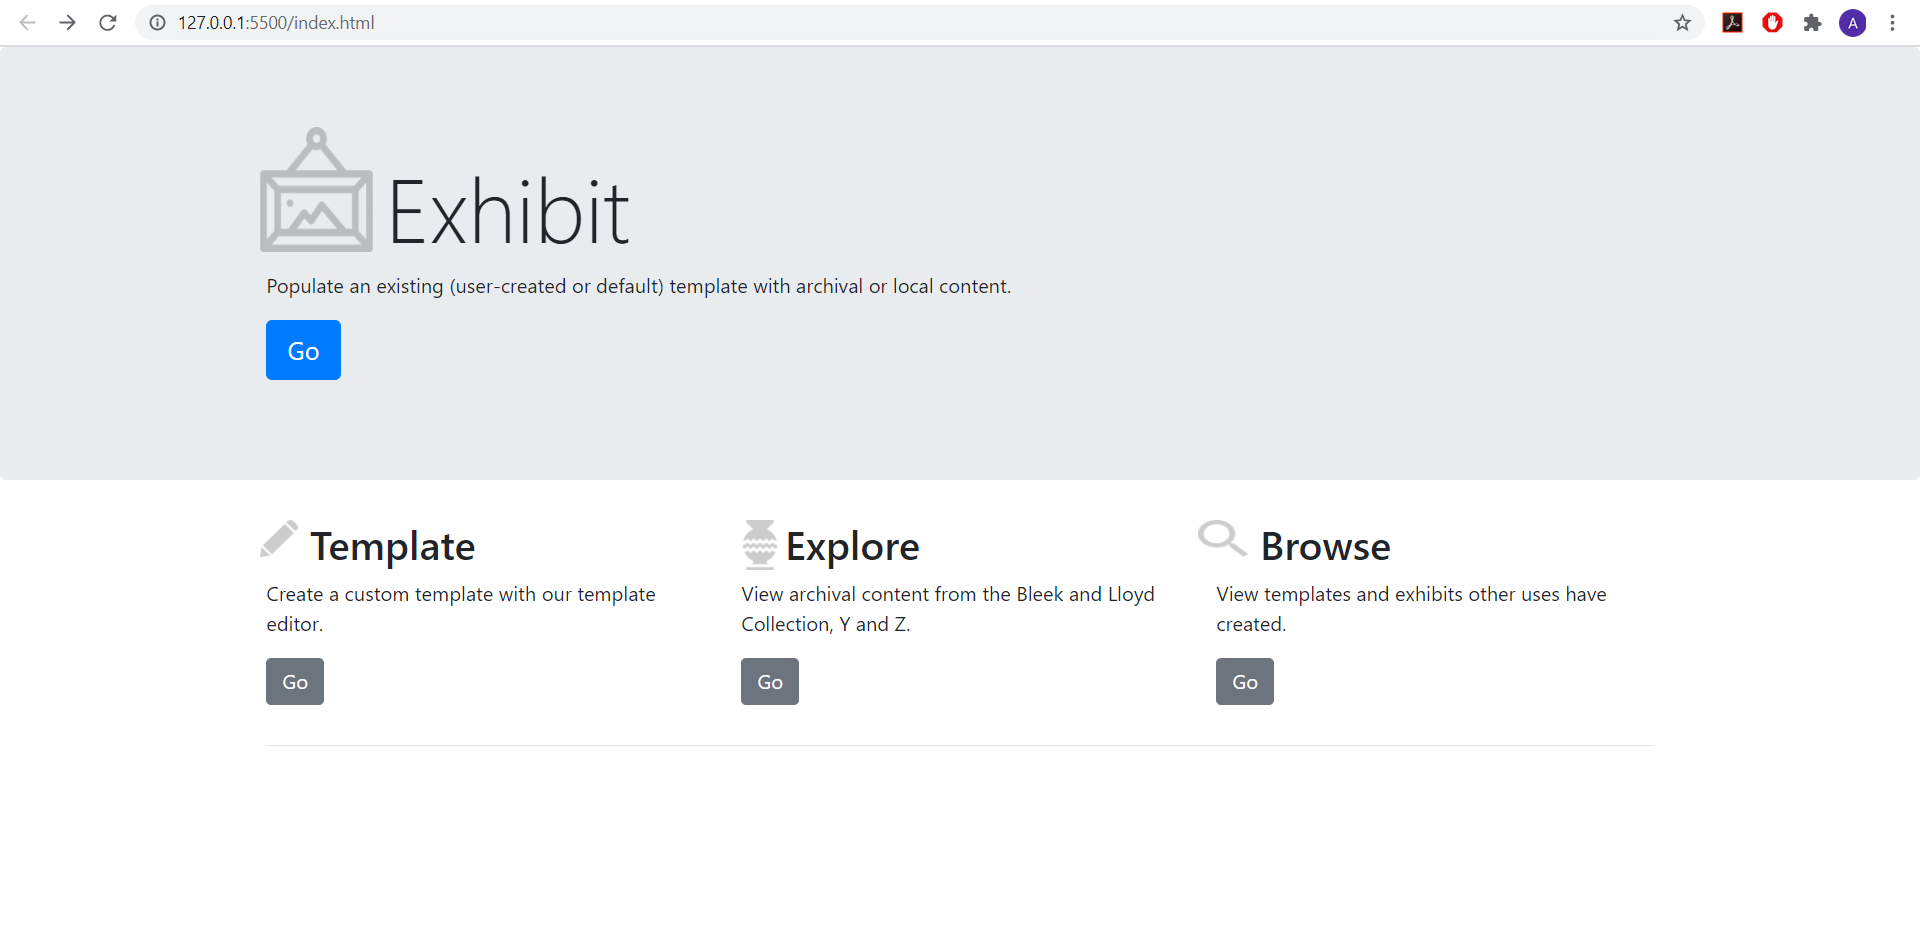 127.0.0.1:5500/index.html
A
Exhibit
Populate an existing (user-created or default) template with archival or local content.
Go
Template
Create a custom template with our template
editor.
Go
Explore
View archival content from the Bleek and Lloyd
Collection, Y and Z.
Go
Browse
View templates and exhibits other uses have
created.
Go